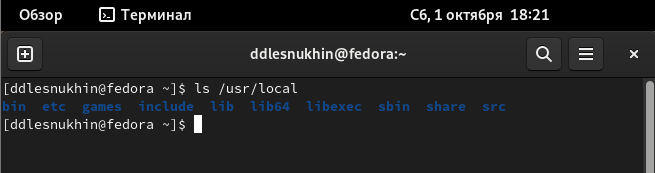 Обзор Терминал Сб, 1 октября 18:21
ddlesnukhin@fedora:~
[ddlesnukhin@fedora ~]$ ls /usr/local
bin etc games include lib lib64 libexec sbin share src
[ddlesnukhin@fedora ~]$